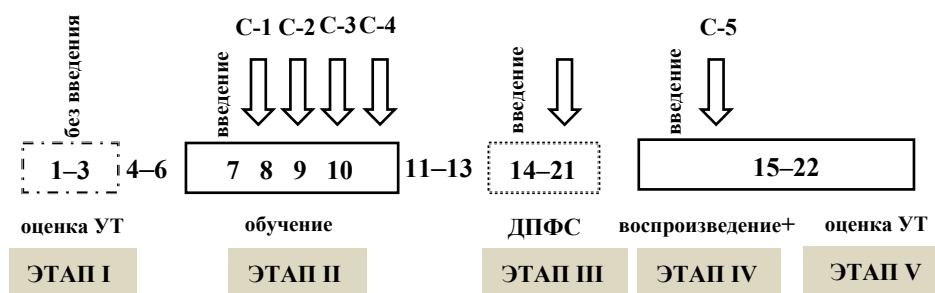 С-1 С-2 С-3 С-4
С-5
без введения
введение
введение
введение
1–3
4–6
7 8 9 10
11–13
14–21
15–22
оценка УТ
обучение
ДПФС
воспроизведение+
оценка УТ
ЭТАП I
ЭТАП II
ЭТАП III
ЭТАП IV
ЭТАП V